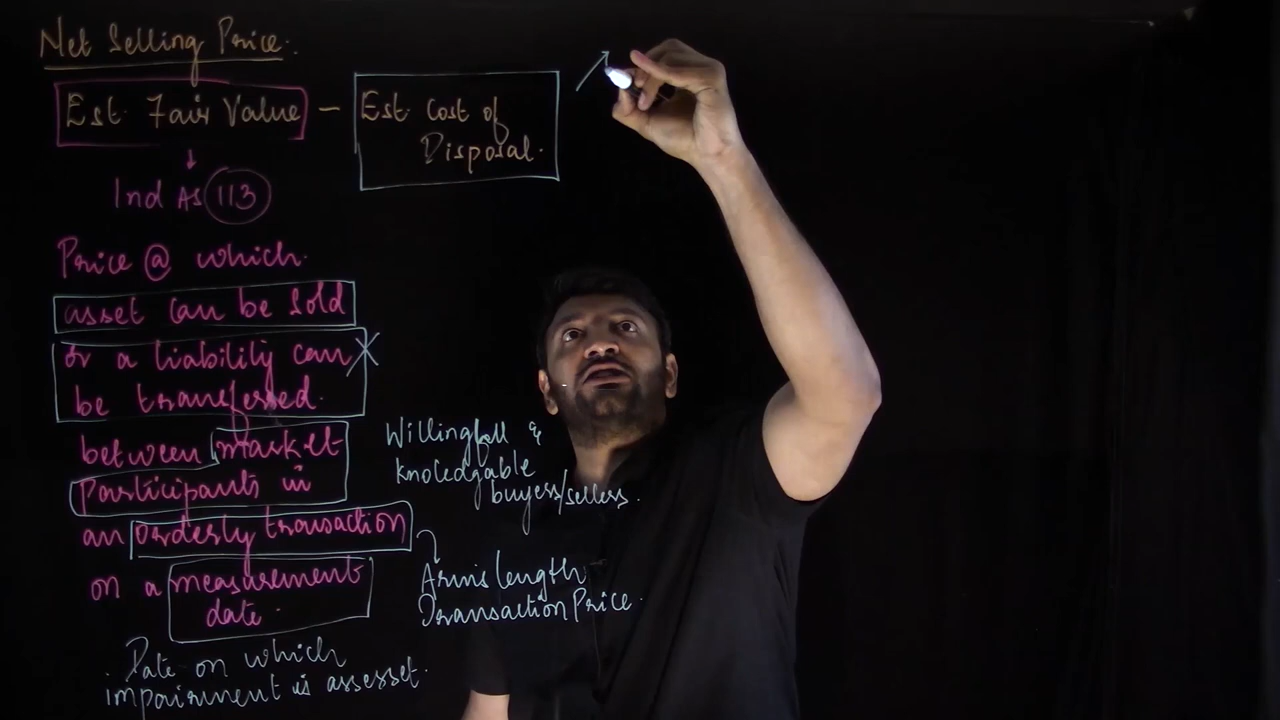 Net Selling Price.
Est. Fair Value - Est. Cost of
Disposal.
Ind As 113
Price @ which
asset can be sold
or a liability can X
be transferred.
between market
participants in
an orderly transaction
on a measurement
date.
Willingfull &
knoledgable
buyers/sellers.
Arm's length
Transaction Price.
. Date on which
impairment is assesset.